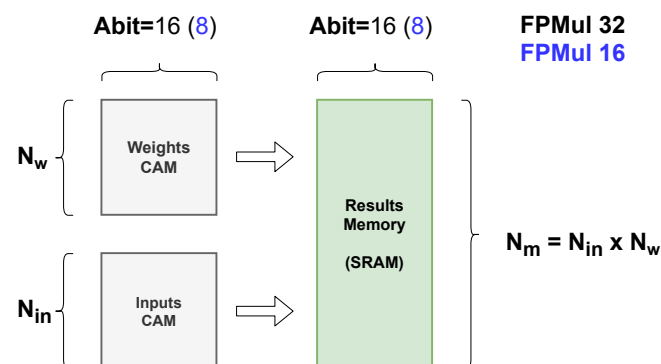 Abit=16 (8)
Abit=16 (8)
FPMul 32
FPMul 16
Nw
Weights
CAM
Results
Memory
(SRAM)
Nm = Nin x Nw
Nin
Inputs
CAM